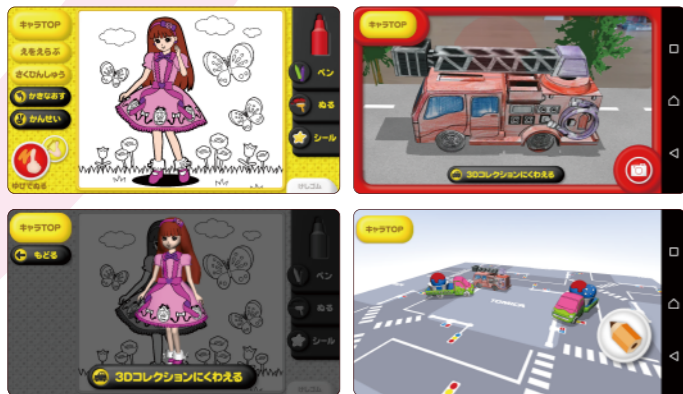 キャラTOP
えをえらぶ
さくひんしゅう
かきなおす
かんせい
ゆびでぬる
ペン
ぬる
シール
けしゴム
キャラTOP
3Dコレクションにくわえる
キャラTOP
もどる
ペン
ぬる
シール
けしゴム
3Dコレクションにくわえる
キャラTOP
TOMICA